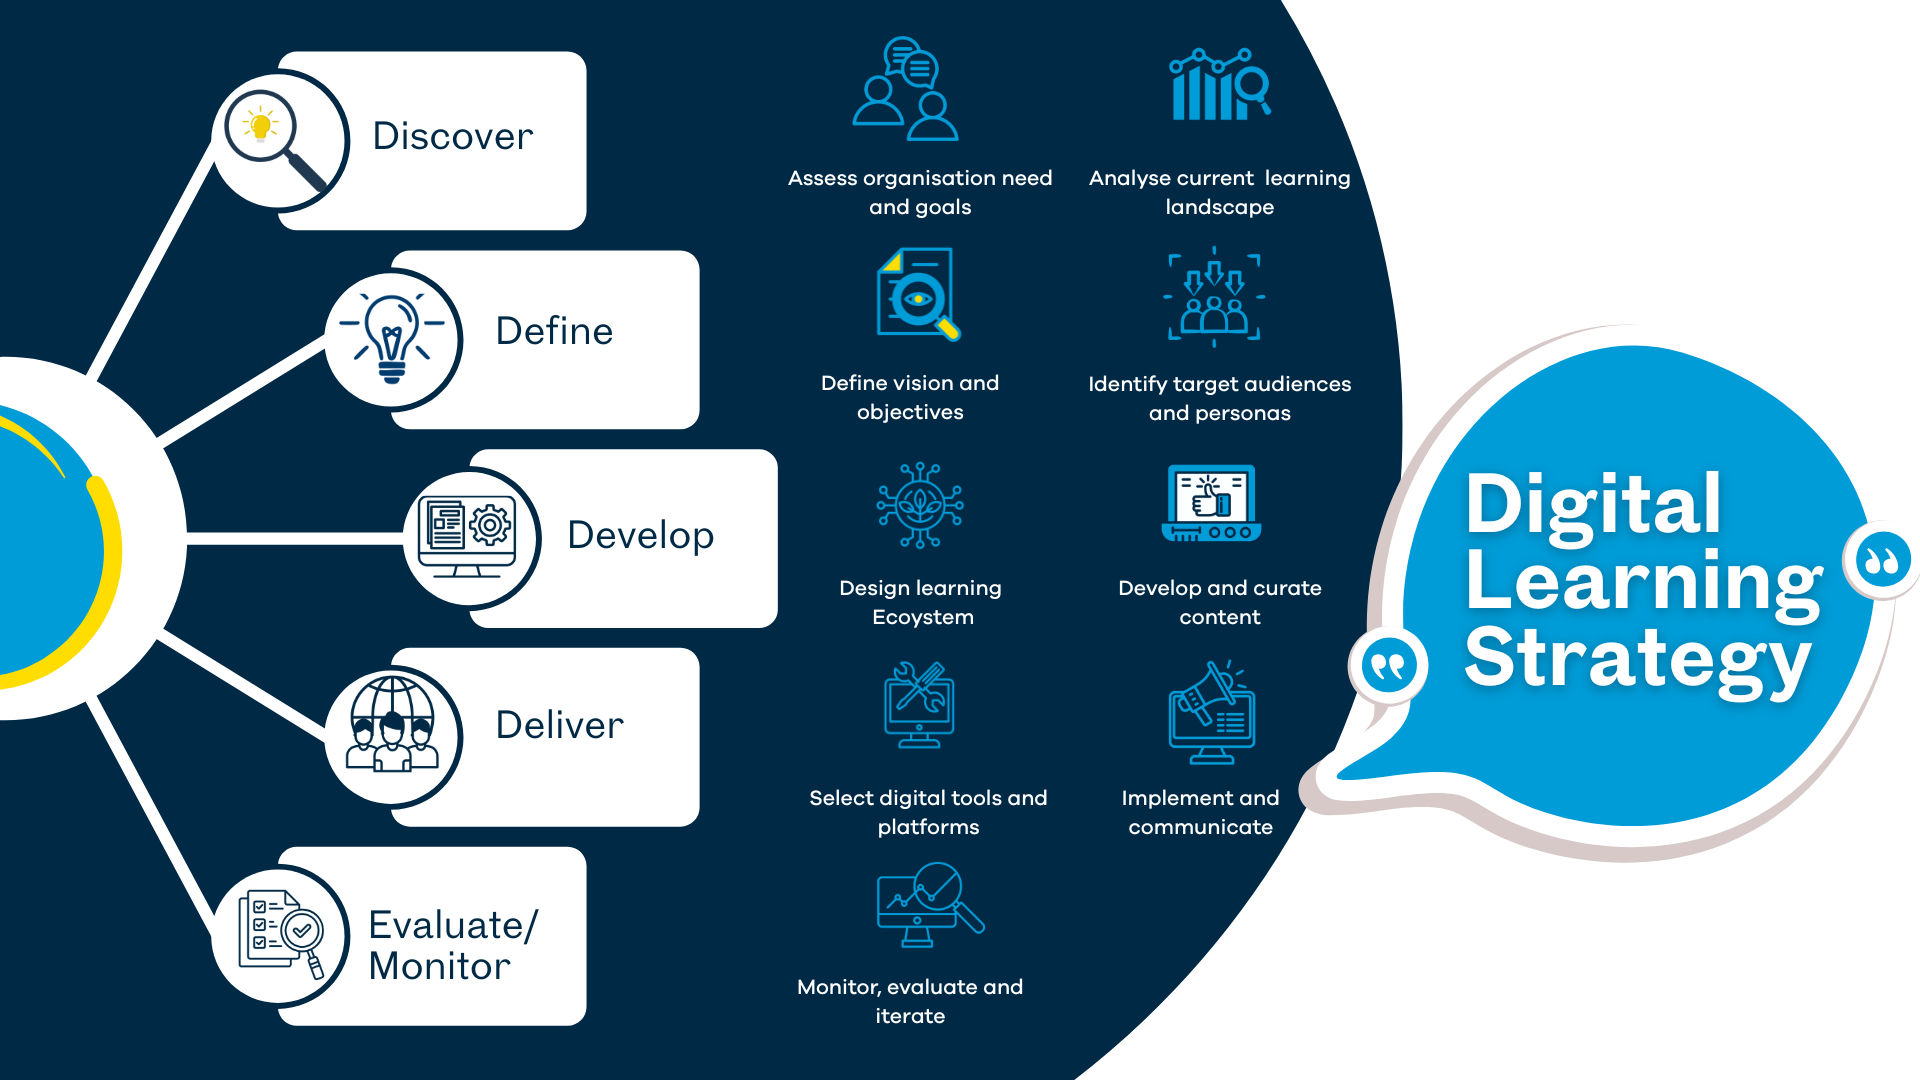 Discover
Define
Develop
Deliver
Evaluate/
Monitor
Assess organisation need
and goals
Analyse current learning
landscape
Define vision and
objectives
Identify target audiences
and personas
Design learning
Ecoystem
Develop and curate
content
Select digital tools and
platforms
Implement and
communicate
Monitor, evaluate and
iterate
Digital
Learning
Strategy